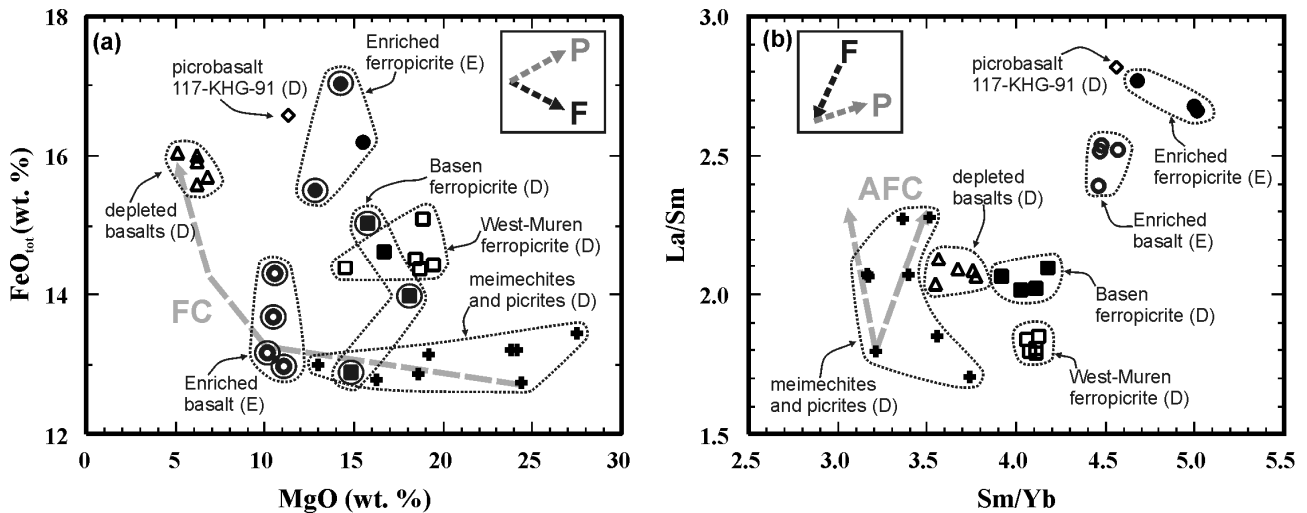 (a)
Enriched
ferropicrite (E)
picrobasalt
117-KHG-91 (D)
P
F
Basen
ferropicrite (D)
depleted
basalts (D)
West-Muren
ferropicrite (D)
meimechites
and picrites (D)
FC
Enriched
basalt (E)
18
16
14
12
0
5
10
15
20
25
30
FeOtot (wt. %)
MgO (wt. %)
(b)
F
P
picrobasalt
117-KHG-91 (D)
Enriched
ferropicrite (E)
AFC
depleted
basalts (D)
Enriched
basalt (E)
Basen
ferropicrite (D)
meimechites
and picrites (D)
West-Muren
ferropicrite (D)
3.0
2.5
2.0
1.5
2.5
3.0
3.5
4.0
4.5
5.0
5.5
La/Sm
Sm/Yb